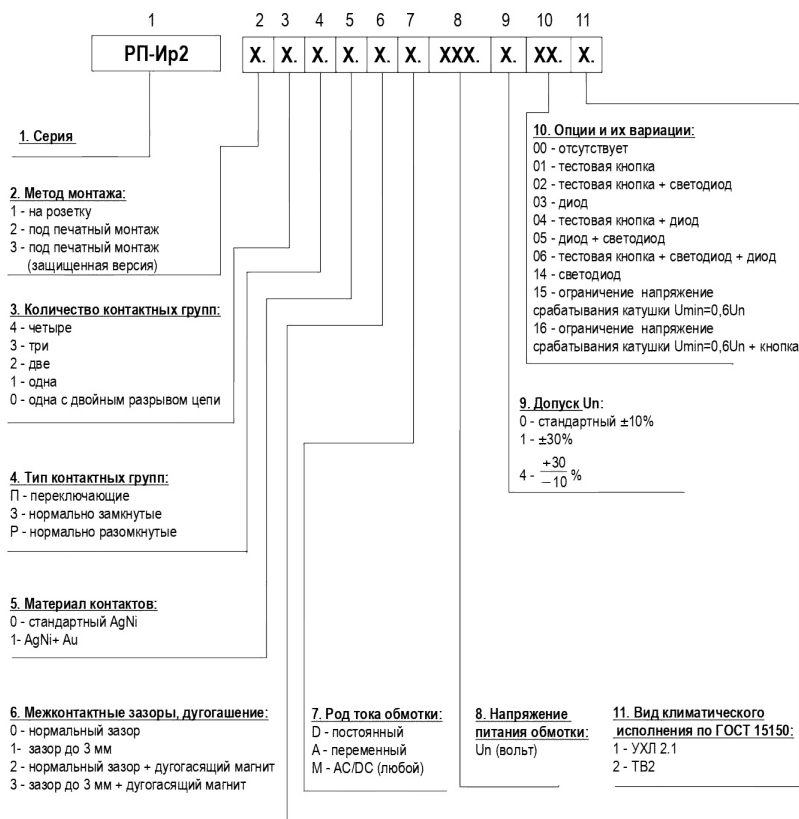 1 2 3 4 5 6 7 8 9 10 11
РП-Ир2 X. X. X. X. X. X. XXX. X. XX. X.
1. Серия
2. Метод монтажа:
1 - на розетку
2 - под печатный монтаж
3 - под печатный монтаж
(защищенная версия)
3. Количество контактных групп:
4 - четыре
3 - три
2 - две
1 - одна
0 - одна с двойным разрывом цепи
4. Тип контактных групп:
П - переключающие
З - нормально замкнутые
Р - нормально разомкнутые
5. Материал контактов:
0 - стандартный AgNi
1- AgNi+ Au
6. Межконтактные зазоры, дугогашение:
0 - нормальный зазор
1- зазор до 3 мм
2 - нормальный зазор + дугогасящий магнит
3 - зазор до 3 мм + дугогасящий магнит
7. Род тока обмотки:
D - постоянный
А - переменный
М - AC/DC (любой)
8. Напряжение
питания обмотки:
Un (вольт)
9. Допуск Un:
0 - стандартный ±10%
1 - ±30%
4 - +30/−10 %
10. Опции и их вариации:
00 - отсутствует
01 - тестовая кнопка
02 - тестовая кнопка + светодиод
03 - диод
04 - тестовая кнопка + диод
05 - диод + светодиод
06 - тестовая кнопка + светодиод + диод
14 - светодиод
15 - ограничение напряжение
срабатывания катушки Umin=0,6Un
16 - ограничение напряжение
срабатывания катушки Umin=0,6Un + кнопка
11. Вид климатического
исполнения по ГОСТ 15150:
1 - УХЛ 2.1
2 - ТВ2